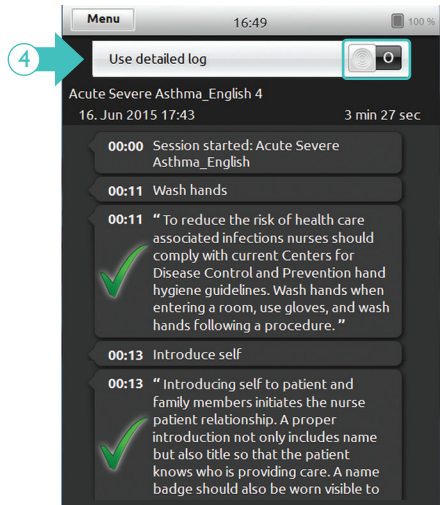 Menu 16:49 100 %
4 Use detailed log O
Acute Severe Asthma_English 4
16. Jun 2015 17:43 3 min 27 sec
00:00 Session started: Acute Severe
Asthma_English
00:11 Wash hands
00:11 “ To reduce the risk of health care
associated infections nurses should
comply with current Centers for
Disease Control and Prevention hand
hygiene guidelines. Wash hands when
entering a room, use gloves, and wash
hands following a procedure. ”
00:13 Introduce self
00:13 “ Introducing self to patient and
family members initiates the nurse
patient relationship. A proper
introduction not only includes name
but also title so that the patient
knows who is providing care. A name
badge should also be worn visible to